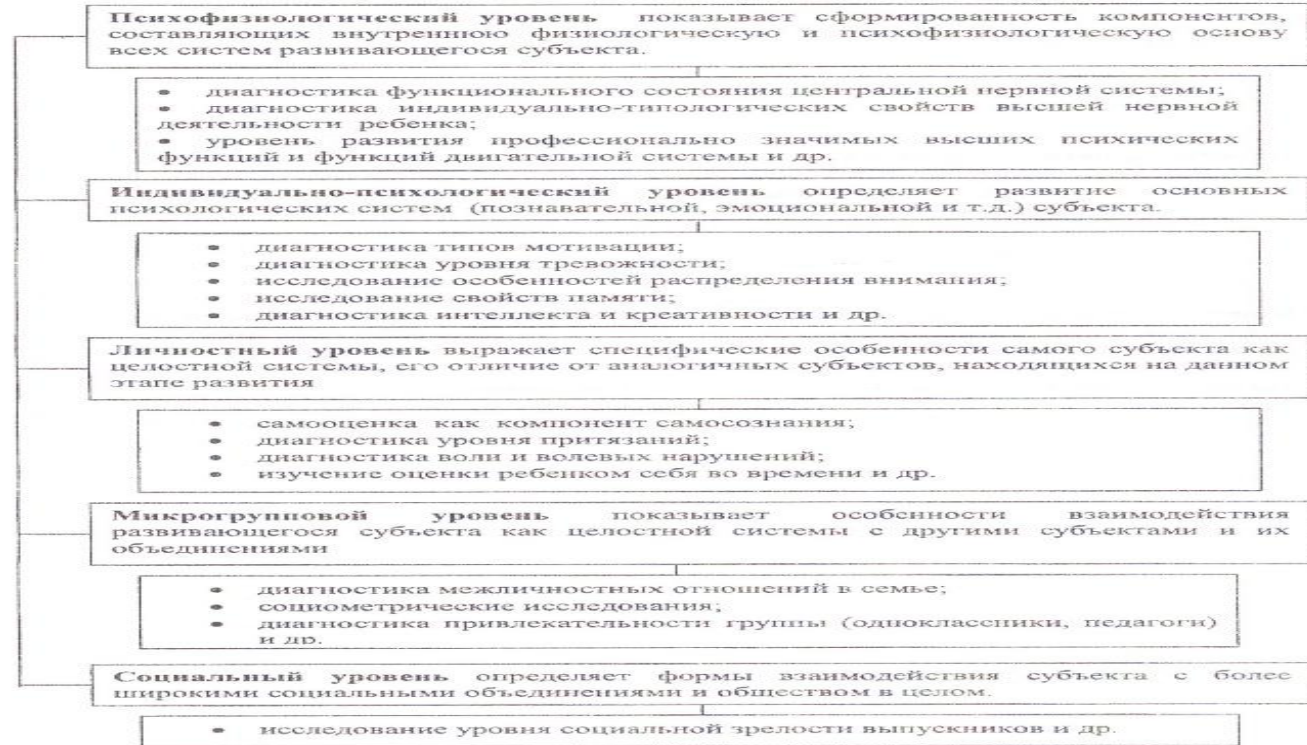 Психофизиологический уровень показывает сформированность компонентов,
составляющих внутреннюю физиологическую и психофизиологическую основу
всех систем развивающегося субъекта.
• диагностика функционального состояния центральной нервной системы;
• диагностика индивидуально-типологических свойств высшей нервной
деятельности ребенка;
• уровень развития профессионально значимых высших психических
функций и функций двигательной системы и др.
Индивидуально-психологический уровень определяет развитие основных
психологических систем (познавательной, эмоциональной и т.д.) субъекта.
• диагностика типов мотивации;
• диагностика уровня тревожности;
• исследование особенностей распределения внимания;
• исследование свойств памяти;
• диагностика интеллекта и креативности и др.
Личностный уровень выражает специфические особенности самого субъекта как
целостной системы, его отличие от аналогичных субъектов, находящихся на данном
этапе развития
• самооценка как компонент самосознания;
• диагностика уровня притязаний;
• диагностика воли и волевых нарушений;
• изучение оценки ребенком себя во времени и др.
Микрогрупповой уровень показывает особенности взаимодействия
развивающегося субъекта как целостной системы с другими субъектами и их
объединениями
• диагностика межличностных отношений в семье;
• социометрические исследования;
• диагностика привлекательности группы (одноклассники, педагоги)
и др.
Социальный уровень определяет формы взаимодействия субъекта с более
широкими социальными объединениями и обществом в целом.
• исследование уровня социальной зрелости выпускников и др.